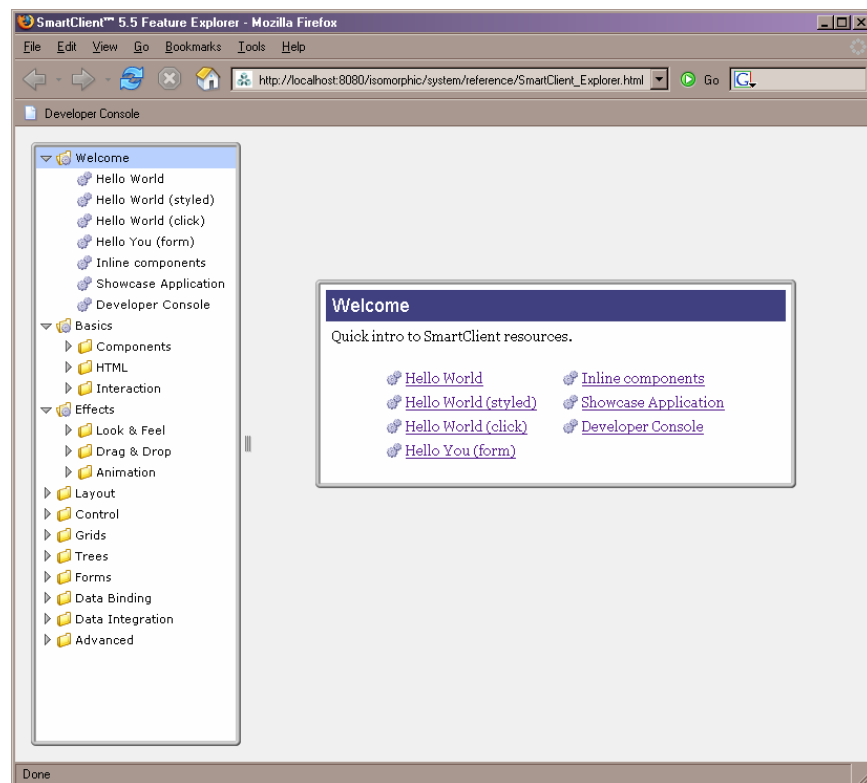 SmartClient™ 5.5 Feature Explorer - Mozilla Firefox
File Edit View Go Bookmarks Tools Help
http://localhost:8080/isomorphic/system/reference/SmartClient_Explorer.html Go G
Developer Console
Welcome
Hello World
Hello World (styled)
Hello World (click)
Hello You (form)
Inline components
Showcase Application
Developer Console
Basics
Components
HTML
Interaction
Effects
Look & Feel
Drag & Drop
Animation
Layout
Control
Grids
Trees
Forms
Data Binding
Data Integration
Advanced
Welcome
Quick intro to SmartClient resources.
Hello World Inline components
Hello World (styled) Showcase Application
Hello World (click) Developer Console
Hello You (form)
Done